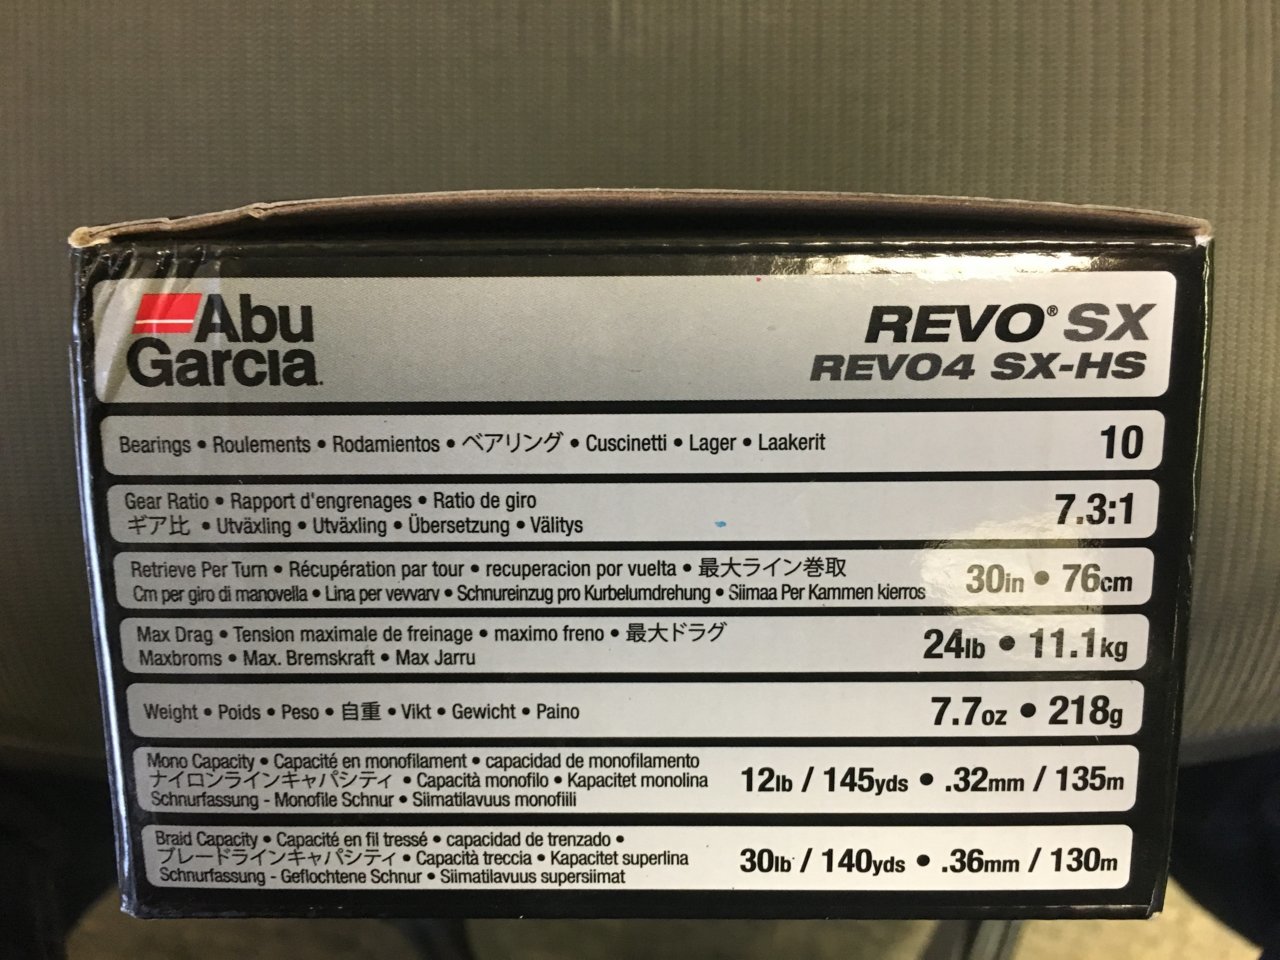 Abu
Garcia.
REVO® SX
REVO4 SX-HS
Bearings • Roulements • Rodamientos • ベアリング • Cuscinetti • Lager • Laakerit
10
Gear Ratio • Rapport d'engrenages • Ratio de giro
ギア比 • Utväxling • Utväxling • Übersetzung • Välitys
7.3:1
Retrieve Per Turn • Récupération par tour • recuperacion por vuelta • 最大ライン巻取
Cm per giro di manovella • Lina per vevvarv • Schnureinzug pro Kurbelumdrehung • Siimaa Per Kammen kierros
30in • 76cm
Max Drag • Tension maximale de freinage • maximo freno • 最大ドラグ
Maxbroms • Max. Bremskraft • Max Jarru
24lb • 11.1kg
Weight • Poids • Peso • 自重 • Vikt • Gewicht • Paino
7.7oz • 218g
Mono Capacity • Capacité en monofilament • capacidad de monofilamento
ナイロンラインキャパシティ • Capacità monofilo • Kapacitet monolina
Schnurfassung - Monofile Schnur • Siimatilavuus monofiili
12lb / 145yds • .32mm / 135m
Braid Capacity • Capacité en fil tressé • capacidad de trenzado •
ブレードラインキャパシティ • Capacità treccia • Kapacitet superlina
Schnurfassung - Geflochtene Schnur • Siimatilavuus supersiimat
30lb / 140yds • .36mm / 130m